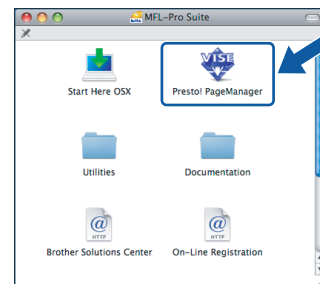 MFL-Pro Suite
VISE
Start Here OSX
Presto! PageManager
Utilities
Documentation
HTTP
HTTP
Brother Solutions Center
On-Line Registration